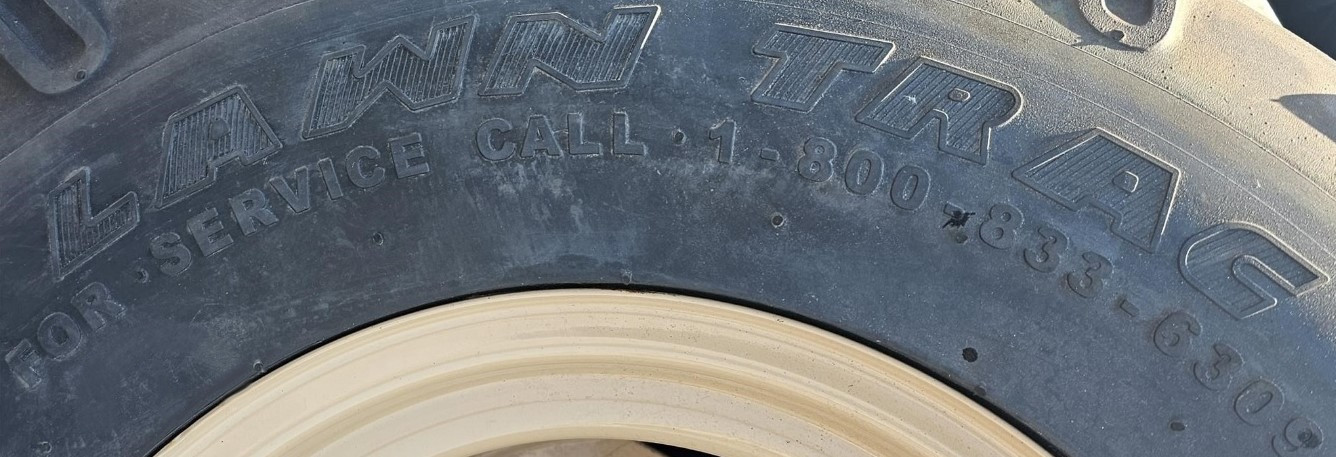 LAWN TRAC
FOR · SERVICE CALL · 1-800-833-6309